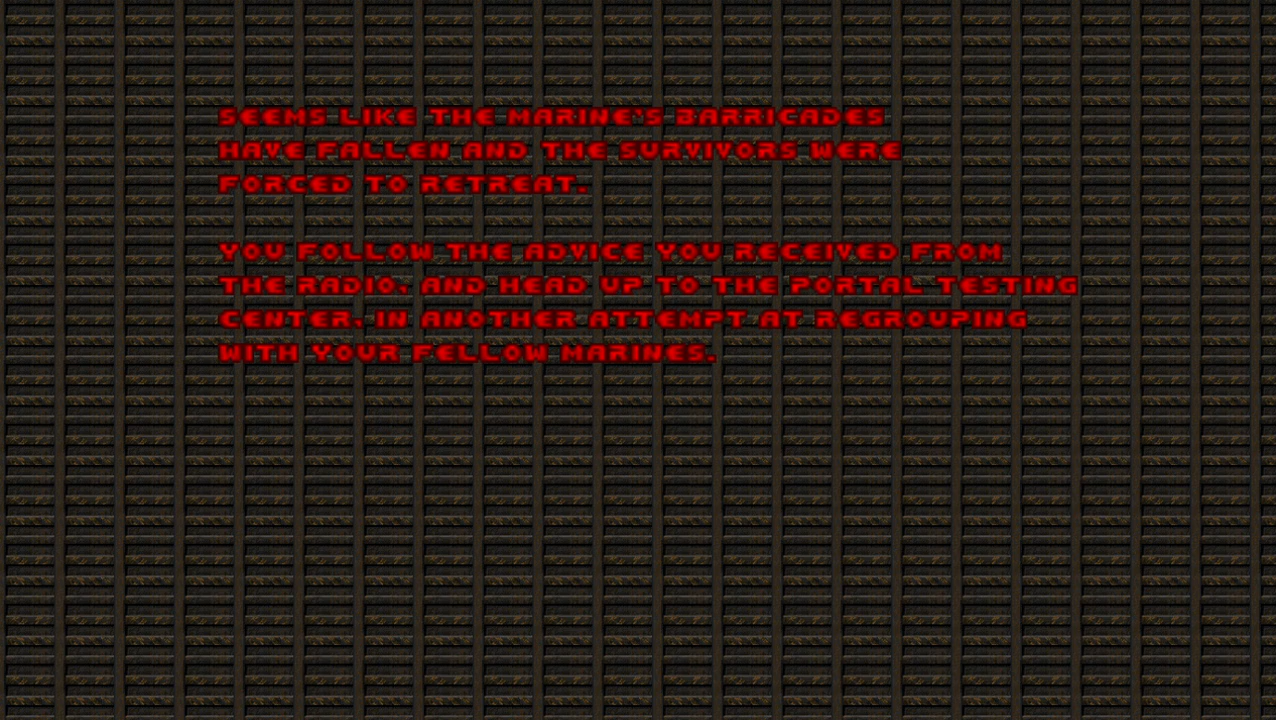 SEEMS LIKE THE MARINE'S BARRICADES
HAVE FALLEN AND THE SURVIVORS WERE
FORCED TO RETREAT.
YOU FOLLOW THE ADVICE YOU RECEIVED FROM
THE RADIO, AND HEAD UP TO THE PORTAL TESTING
CENTER, IN ANOTHER ATTEMPT AT REGROUPING
WITH YOUR FELLOW MARINES.